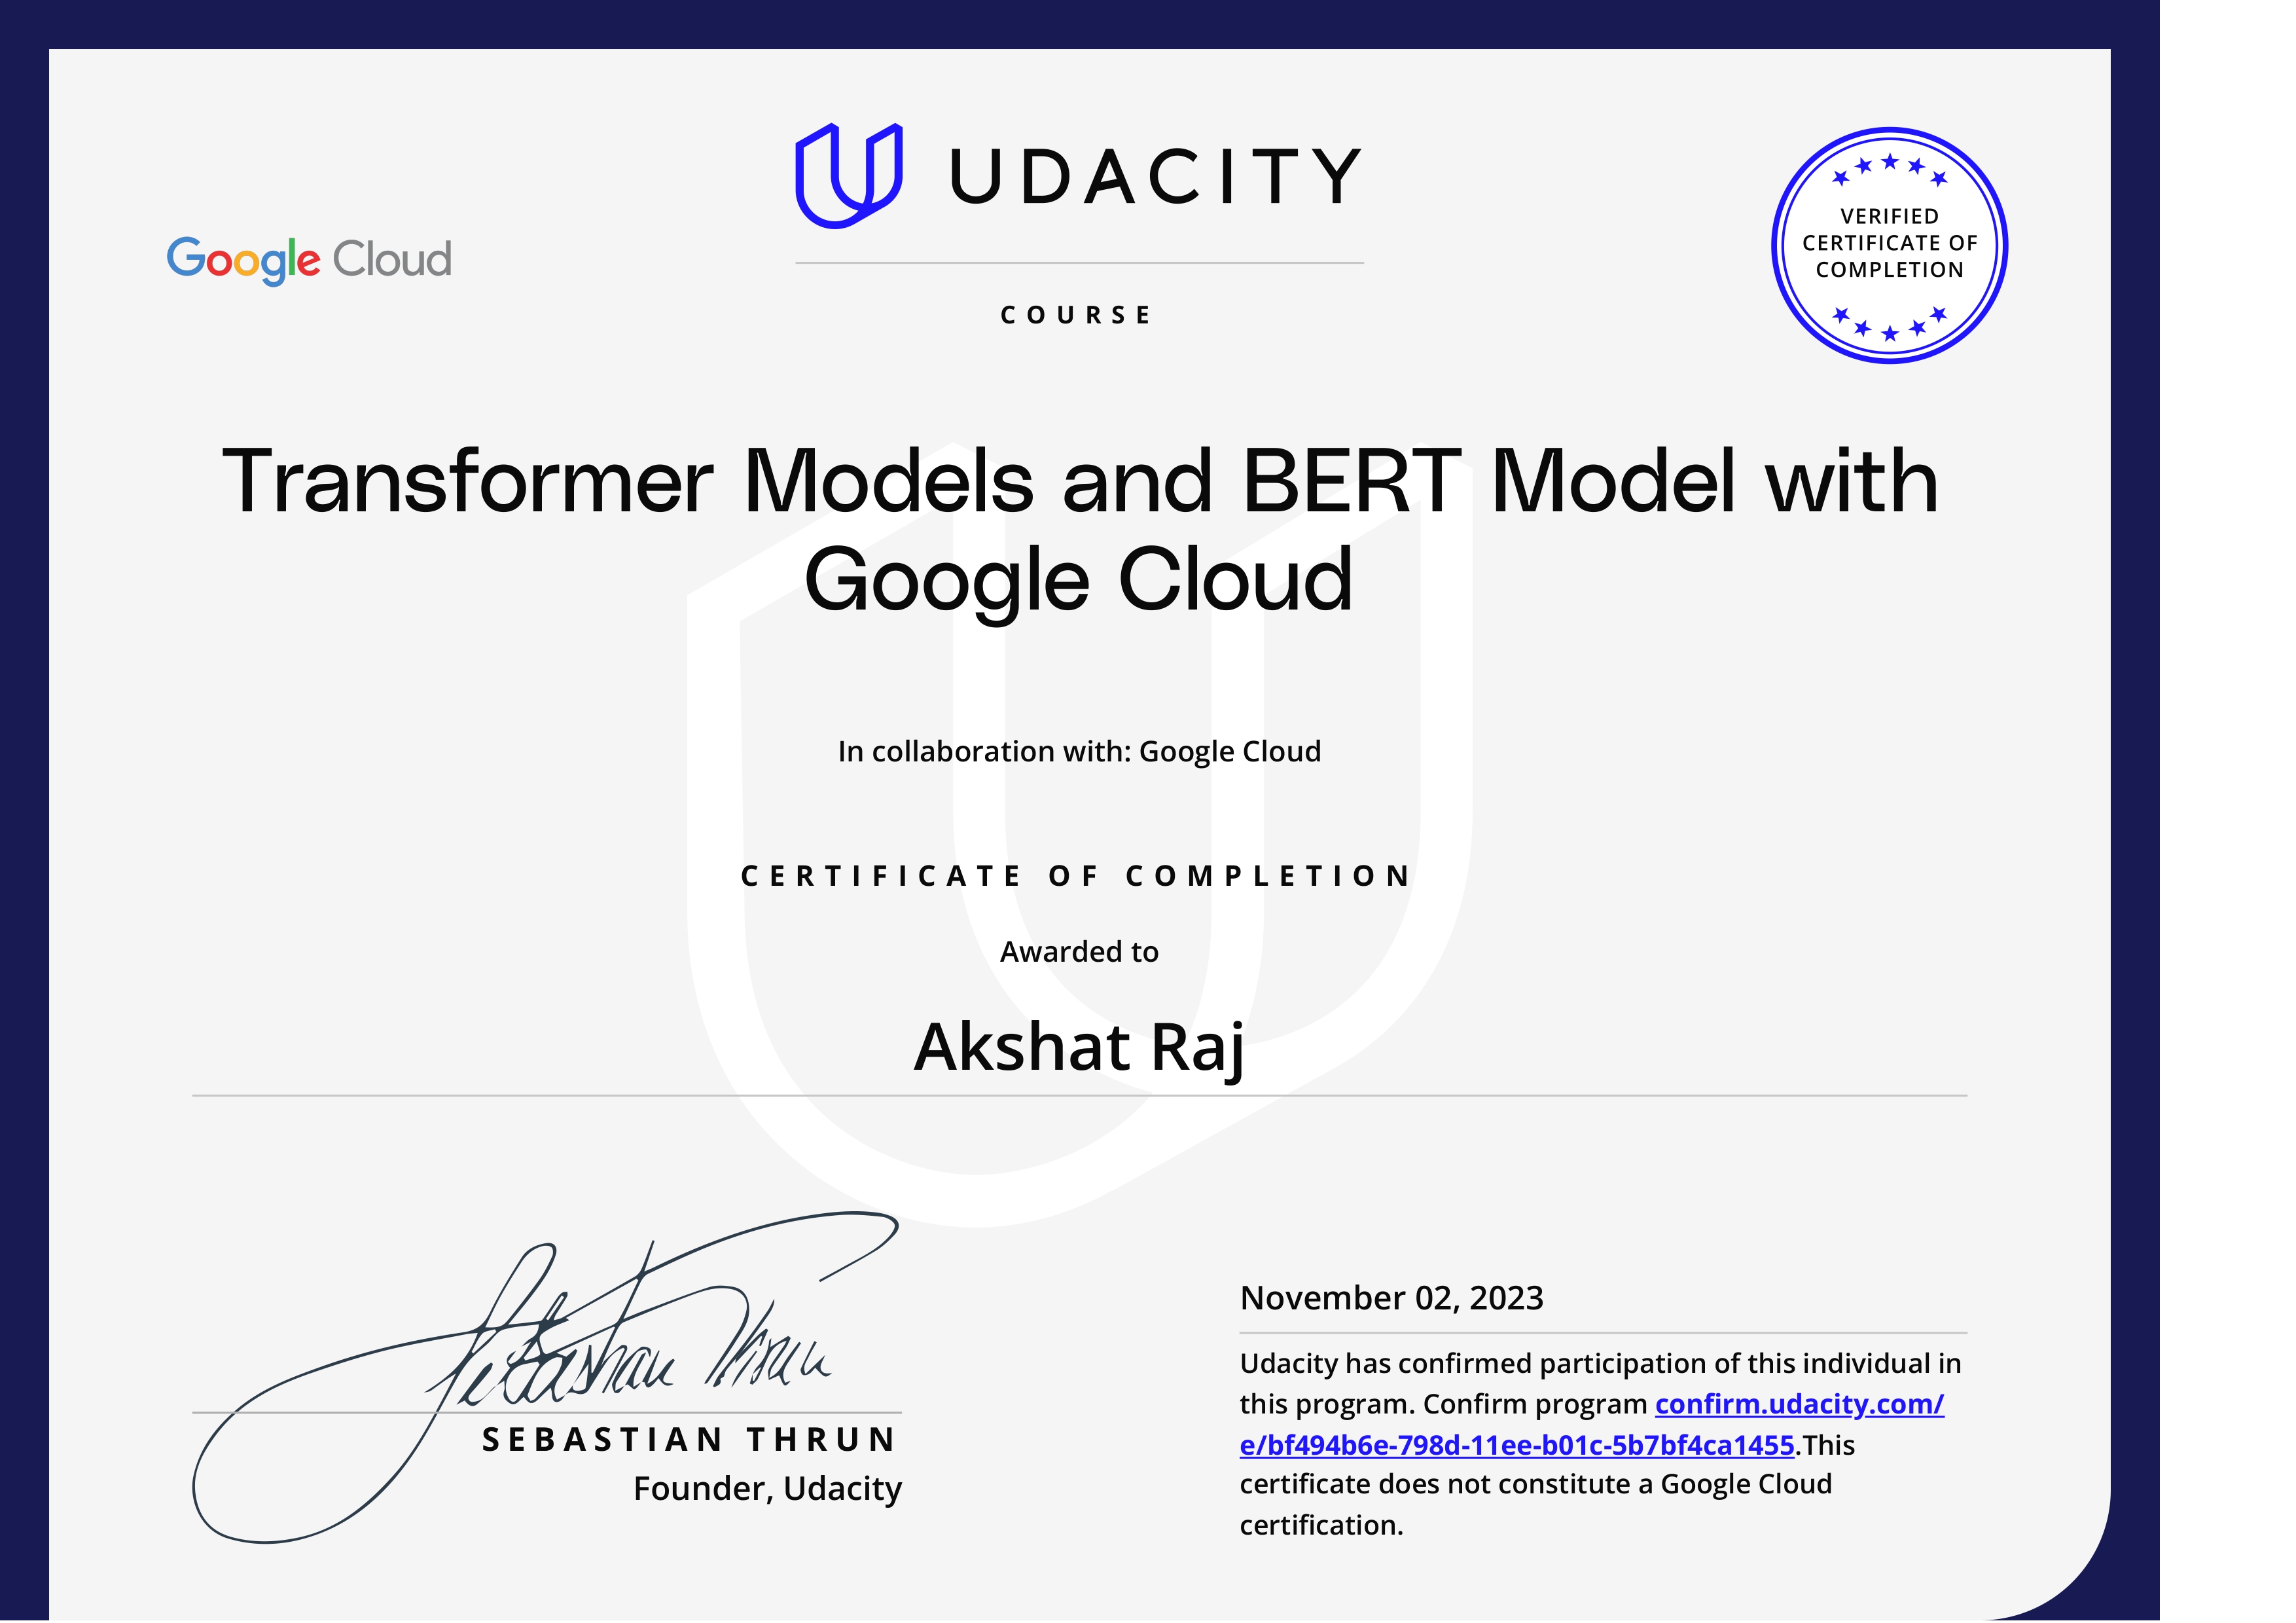 UDACITY
Google Cloud
VERIFIED
CERTIFICATE OF
COMPLETION
COURSE
Transformer Models and BERT Model with
Google Cloud
In collaboration with: Google Cloud
CERTIFICATE OF COMPLETION
Awarded to
Akshat Raj
Sebastian Thrun
SEBASTIAN THRUN
Founder, Udacity
November 02, 2023
Udacity has confirmed participation of this individual in
this program. Confirm program confirm.udacity.com/
e/bf494b6e-798d-11ee-b01c-5b7bf4ca1455.This
certificate does not constitute a Google Cloud
certification.